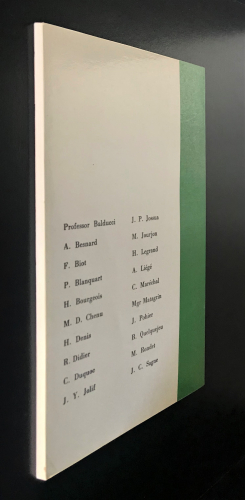 Professor Balducci
A. Besnard
F. Biot
P. Blanquart
H. Bourgeois
M. D. Chenu
H. Denis
R. Didier
C. Duquoc
J. Y. Jolif
J. P. Jossua
M. Jourjon
H. Legrand
A. Liégé
C. Maréchal
Mgr Matagrin
J. Pohier
B. Quelquejeu
J. C. Sagne